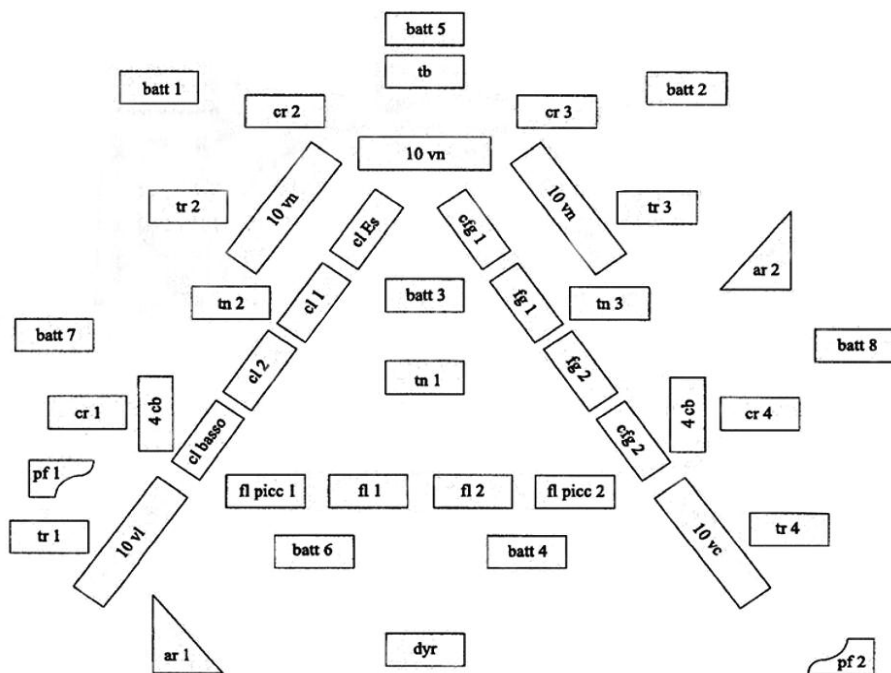 batt 5
tb
batt 1
batt 2
cr 2
cr 3
10 vn
10 vn
10 vn
tr 2
tr 3
cl Es
cfg 1
ar 2
cl 1
batt 3
fg 1
tn 2
tn 3
batt 7
batt 8
cl 2
tn 1
fg 2
cr 1
4 cb
4 cb
cr 4
cl basso
cfg 2
pf 1
fl picc 1
fl 1
fl 2
fl picc 2
tr 1
10 vl
10 vc
tr 4
batt 6
batt 4
ar 1
dyr
pf 2